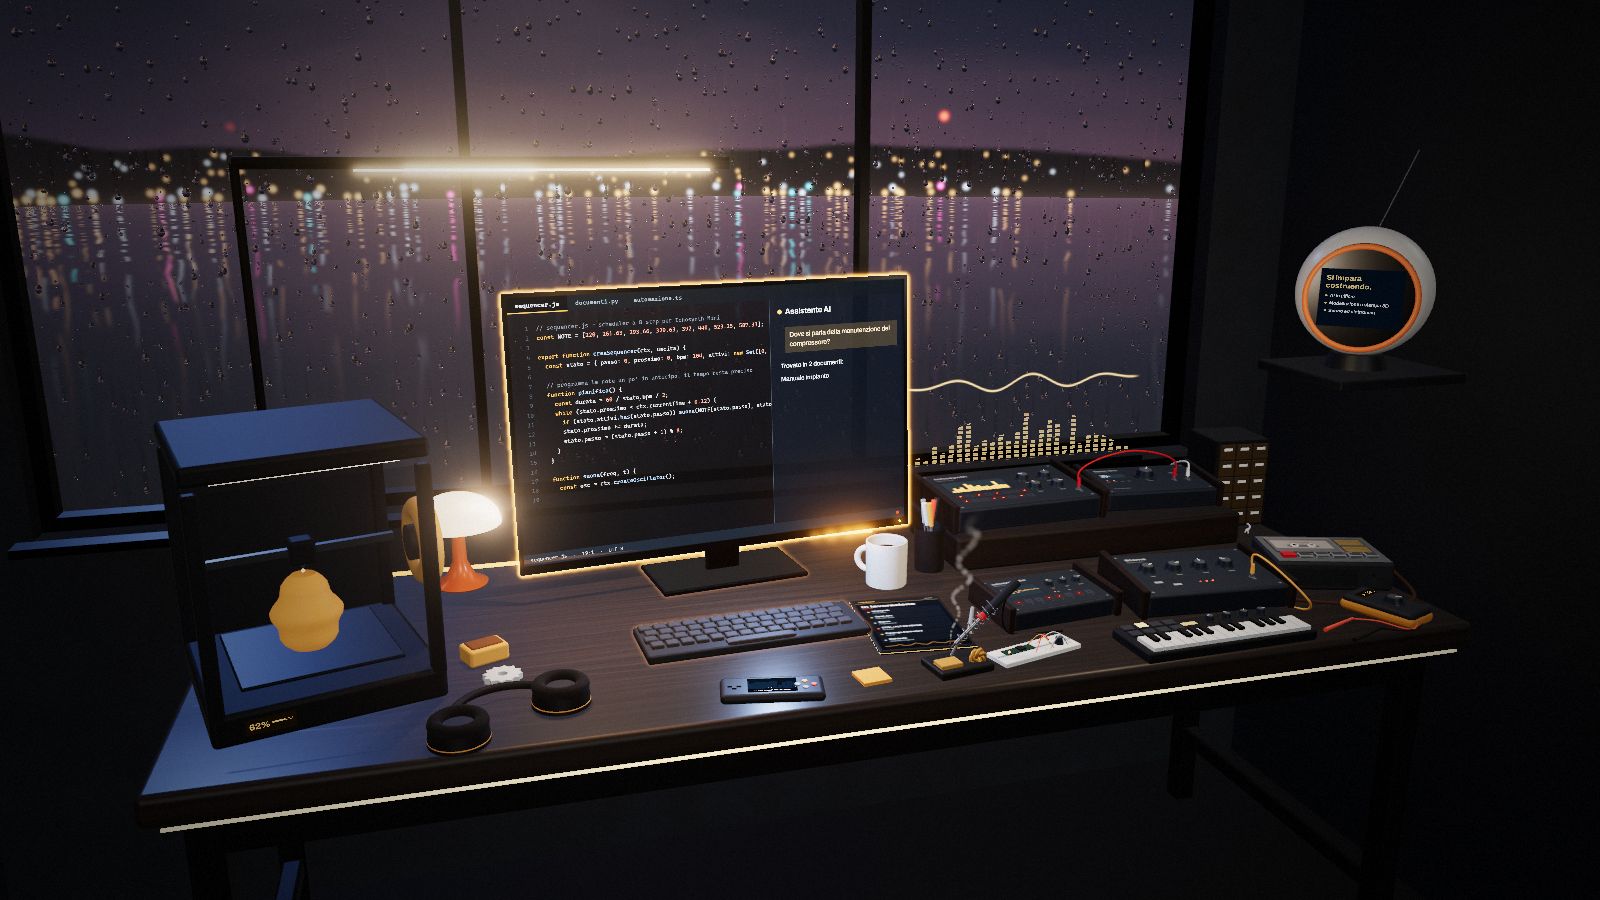 sequencer.js documenti.py automazione.ts
// sequencer.js - scheduler a 8 step per Echosynth Mini
const NOTE = [220, 261.63, 293.66, 329.63, 392, 440, 523.25, 587.33];
export function creaSequencer(ctx, uscita) {
const stato = { passo: 0, prossimo: 0, bpm: 104, attivi: new Set([0,
// programma le note un po' in anticipo: il tempo resta preciso
function pianifica() {
const durata = 60 / stato.bpm / 2;
while (stato.prossimo < ctx.currentTime + 0.12) {
if (stato.attivi.has(stato.passo)) suona(NOTE[stato.passo], stato
stato.prossimo += durata;
stato.passo = (stato.passo + 1) % 8;
}
}
function suona(freq, t) {
const osc = ctx.createOscillator();
sequencer.js
Assistente AI
Dove si parla della manutenzione del
compressore?
Trovato in 2 documenti:
Manuale impianto
Si impara
costruendo.
62%